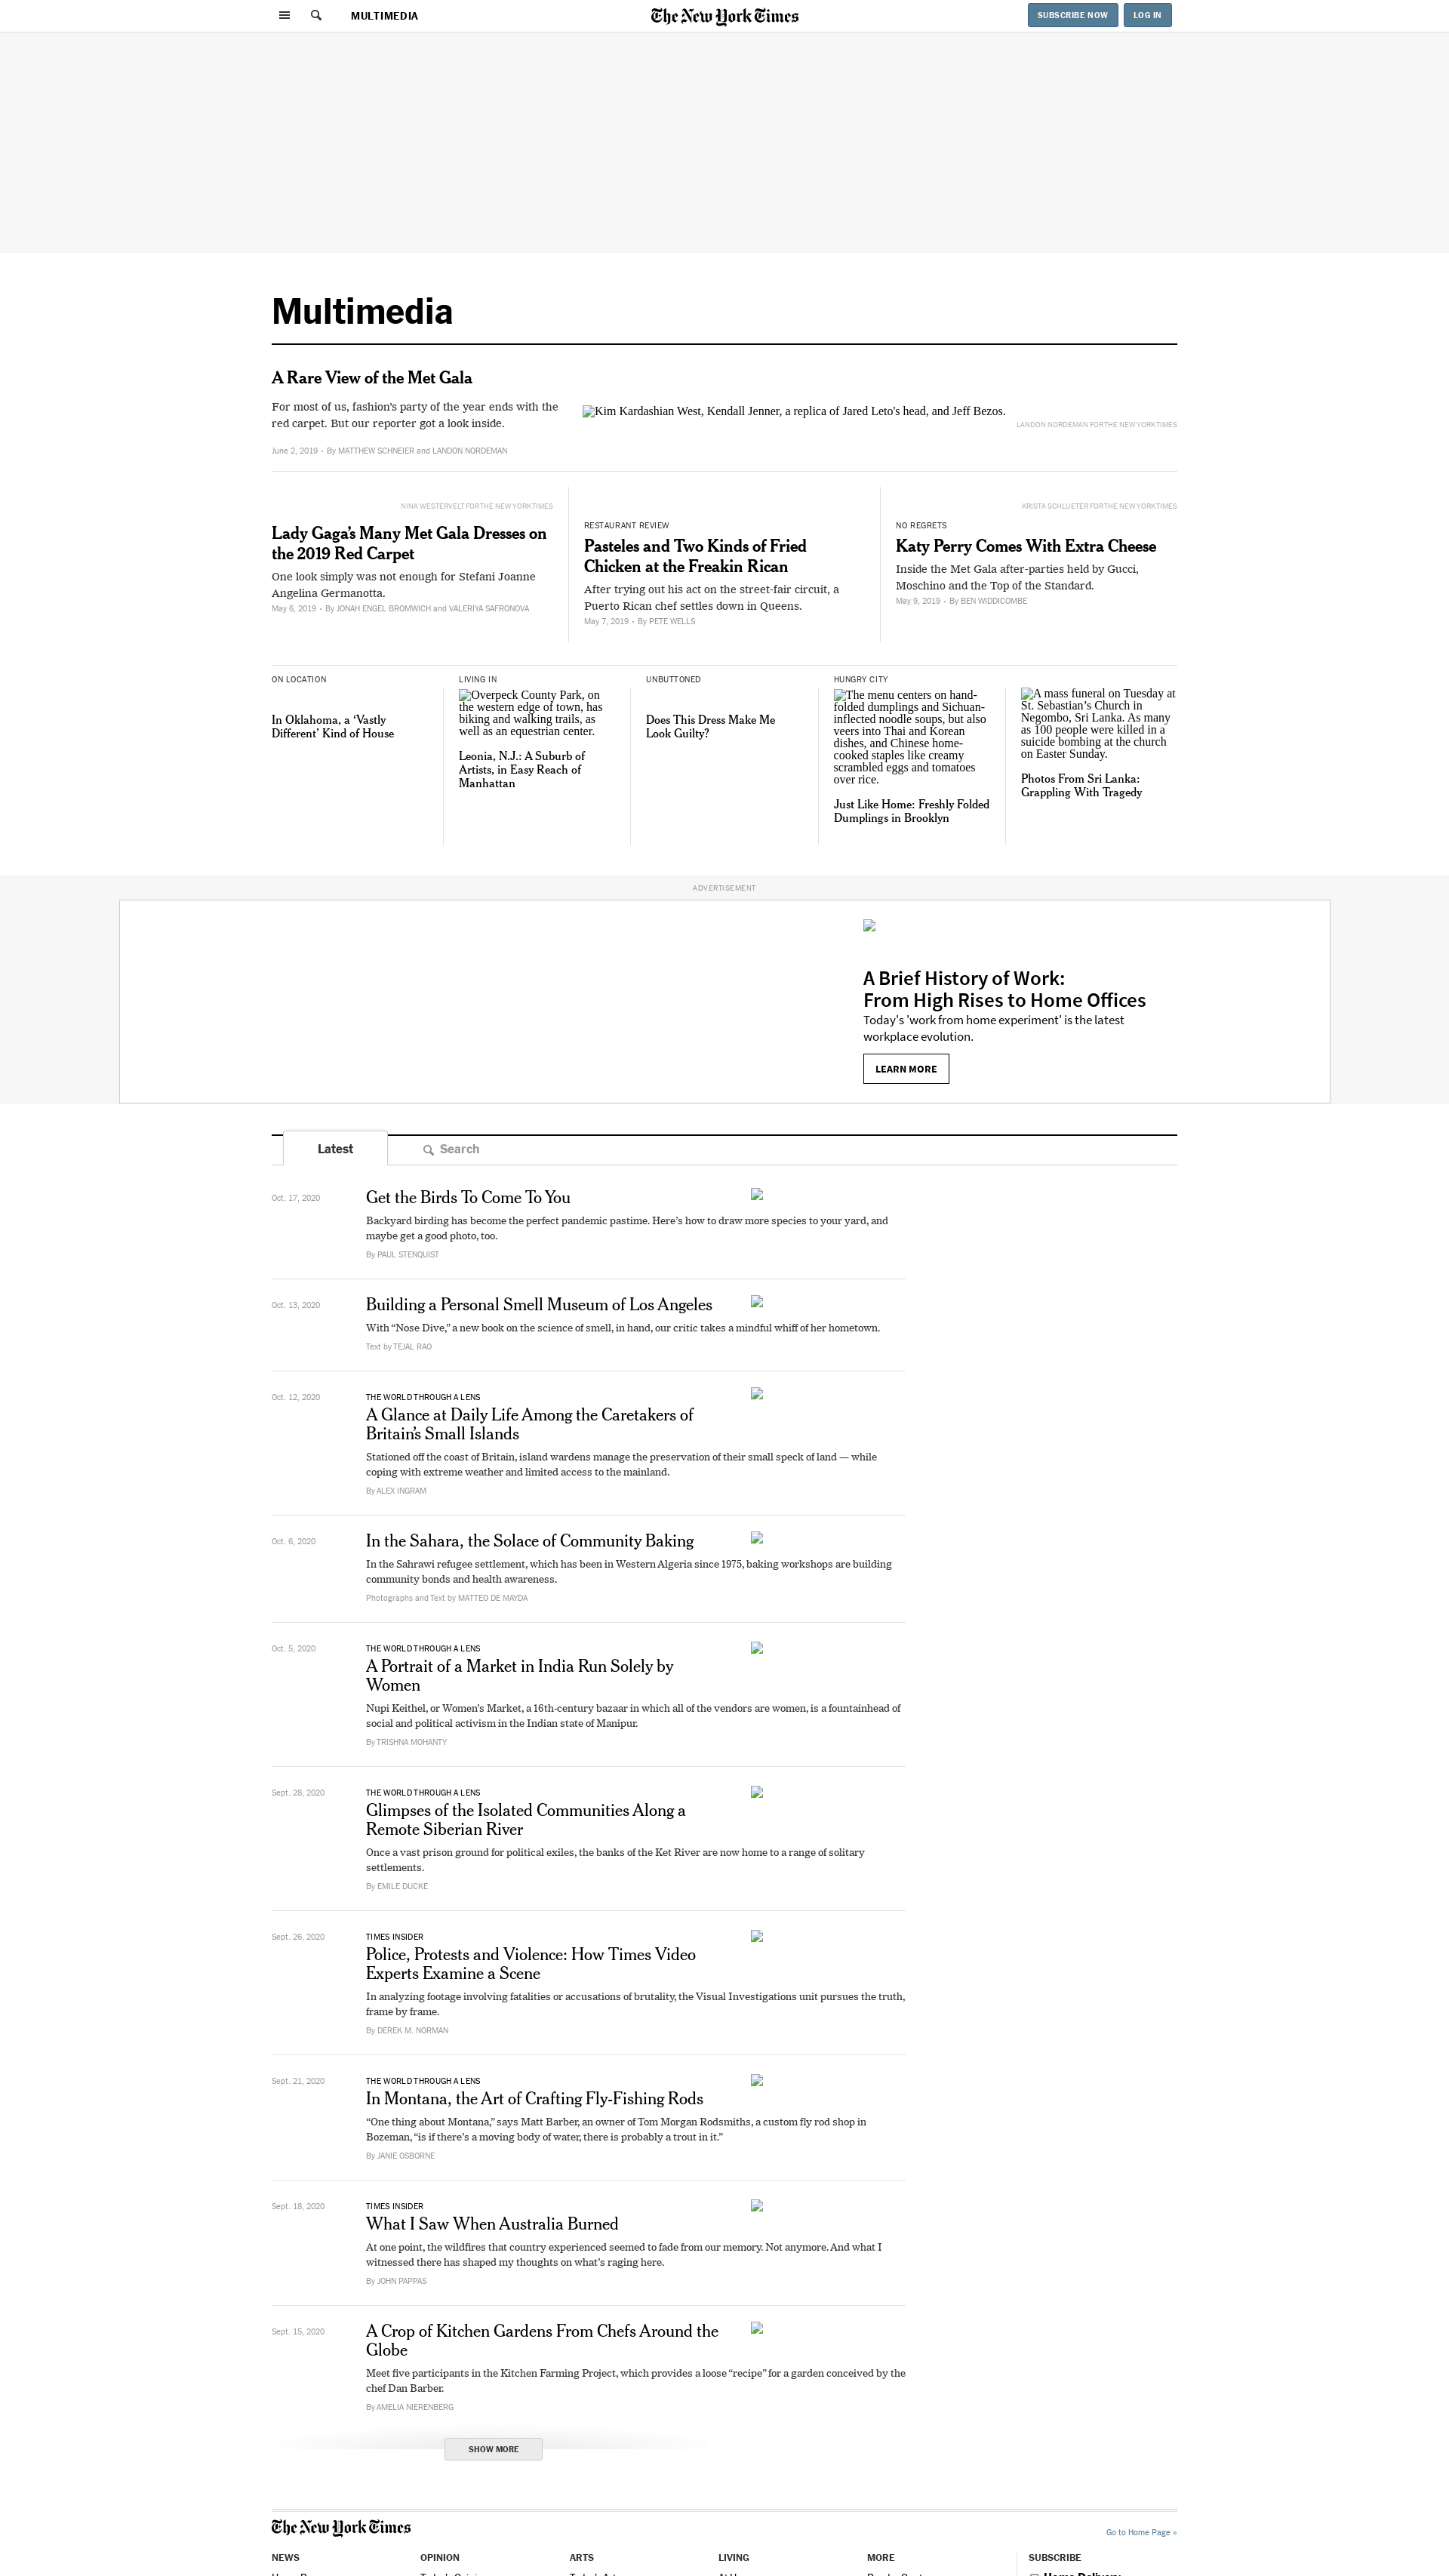 MULTIMEDIA
The New York Times
SUBSCRIBE NOW
LOG IN
Multimedia
A Rare View of the Met Gala
For most of us, fashion’s party of the year ends with the
red carpet. But our reporter got a look inside.
June 2, 2019 • By MATTHEW SCHNEIER and LANDON NORDEMAN
Kim Kardashian West, Kendall Jenner, a replica of Jared Leto's head, and Jeff Bezos.
LANDON NORDEMAN FOR THE NEW YORK TIMES
NINA WESTERVELT FOR THE NEW YORK TIMES
Lady Gaga’s Many Met Gala Dresses on
the 2019 Red Carpet
One look simply was not enough for Stefani Joanne
Angelina Germanotta.
May 6, 2019 • By JONAH ENGEL BROMWICH and VALERIYA SAFRONOVA
RESTAURANT REVIEW
Pasteles and Two Kinds of Fried
Chicken at the Freakin Rican
After trying out his act on the street-fair circuit, a
Puerto Rican chef settles down in Queens.
May 7, 2019 • By PETE WELLS
KRISTA SCHLUETER FOR THE NEW YORK TIMES
NO REGRETS
Katy Perry Comes With Extra Cheese
Inside the Met Gala after-parties held by Gucci,
Moschino and the Top of the Standard.
May 9, 2019 • By BEN WIDDICOMBE
ON LOCATION
In Oklahoma, a ‘Vastly
Different’ Kind of House
LIVING IN
Overpeck County Park, on
the western edge of town, has
biking and walking trails, as
well as an equestrian center.
Leonia, N.J.: A Suburb of
Artists, in Easy Reach of
Manhattan
UNBUTTONED
Does This Dress Make Me
Look Guilty?
HUNGRY CITY
The menu centers on hand-
folded dumplings and Sichuan-
inflected noodle soups, but also
veers into Thai and Korean
dishes, and Chinese home-
cooked staples like creamy
scrambled eggs and tomatoes
over rice.
Just Like Home: Freshly Folded
Dumplings in Brooklyn
A mass funeral on Tuesday at
St. Sebastian’s Church in
Negombo, Sri Lanka. As many
as 100 people were killed in a
suicide bombing at the church
on Easter Sunday.
Photos From Sri Lanka:
Grappling With Tragedy
ADVERTISEMENT
A Brief History of Work:
From High Rises to Home Offices
Today's 'work from home experiment' is the latest
workplace evolution.
LEARN MORE
Latest
Search
Oct. 17, 2020
Get the Birds To Come To You
Backyard birding has become the perfect pandemic pastime. Here’s how to draw more species to your yard, and
maybe get a good photo, too.
By PAUL STENQUIST
Oct. 13, 2020
Building a Personal Smell Museum of Los Angeles
With “Nose Dive,” a new book on the science of smell, in hand, our critic takes a mindful whiff of her hometown.
Text by TEJAL RAO
Oct. 12, 2020
THE WORLD THROUGH A LENS
A Glance at Daily Life Among the Caretakers of
Britain’s Small Islands
Stationed off the coast of Britain, island wardens manage the preservation of their small speck of land — while
coping with extreme weather and limited access to the mainland.
By ALEX INGRAM
Oct. 6, 2020
In the Sahara, the Solace of Community Baking
In the Sahrawi refugee settlement, which has been in Western Algeria since 1975, baking workshops are building
community bonds and health awareness.
Photographs and Text by MATTEO DE MAYDA
Oct. 5, 2020
THE WORLD THROUGH A LENS
A Portrait of a Market in India Run Solely by
Women
Nupi Keithel, or Women’s Market, a 16th-century bazaar in which all of the vendors are women, is a fountainhead of
social and political activism in the Indian state of Manipur.
By TRISHNA MOHANTY
Sept. 28, 2020
THE WORLD THROUGH A LENS
Glimpses of the Isolated Communities Along a
Remote Siberian River
Once a vast prison ground for political exiles, the banks of the Ket River are now home to a range of solitary
settlements.
By EMILE DUCKE
Sept. 26, 2020
TIMES INSIDER
Police, Protests and Violence: How Times Video
Experts Examine a Scene
In analyzing footage involving fatalities or accusations of brutality, the Visual Investigations unit pursues the truth,
frame by frame.
By DEREK M. NORMAN
Sept. 21, 2020
THE WORLD THROUGH A LENS
In Montana, the Art of Crafting Fly-Fishing Rods
“One thing about Montana,” says Matt Barber, an owner of Tom Morgan Rodsmiths, a custom fly rod shop in
Bozeman, “is if there’s a moving body of water, there is probably a trout in it.”
By JANIE OSBORNE
Sept. 18, 2020
TIMES INSIDER
What I Saw When Australia Burned
At one point, the wildfires that country experienced seemed to fade from our memory. Not anymore. And what I
witnessed there has shaped my thoughts on what’s raging here.
By JOHN PAPPAS
Sept. 15, 2020
A Crop of Kitchen Gardens From Chefs Around the
Globe
Meet five participants in the Kitchen Farming Project, which provides a loose “recipe” for a garden conceived by the
chef Dan Barber.
By AMELIA NIERENBERG
SHOW MORE
The New York Times
Go to Home Page »
NEWS
OPINION
ARTS
LIVING
MORE
SUBSCRIBE